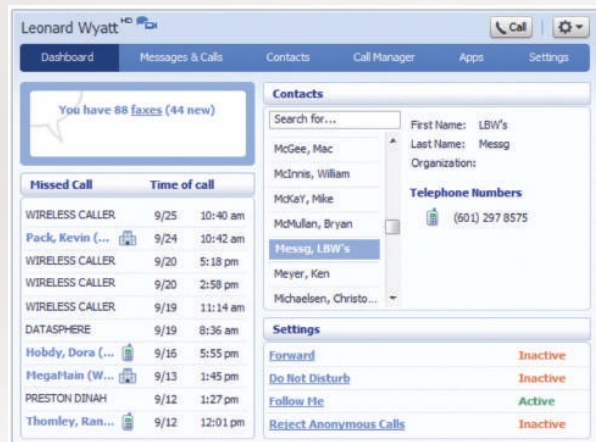 Leonard Wyatt HD
Call
Dashboard Messages & Calls Contacts Call Manager Apps Settings
You have 88 faxes (44 new)
Missed Call Time of call
WIRELESS CALLER 9/25 10:40 am
Pack, Kevin (... 9/24 10:42 am
WIRELESS CALLER 9/20 5:18 pm
WIRELESS CALLER 9/20 2:58 pm
WIRELESS CALLER 9/19 11:14 am
DATASPHERE 9/19 8:36 am
Hobdy, Dora (... 9/16 5:55 pm
MegaMain (W... 9/13 1:45 pm
PRESTON DINAH 9/12 1:27 pm
Thomley, Ran... 9/12 12:01 pm
Contacts
Search for...
McGee, Mac
McInnis, William
McKaY, Mike
McMullan, Bryan
Messg, LBW's
Meyer, Ken
Michaelsen, Christo...
First Name: LBW's
Last Name: Messg
Organization:
Telephone Numbers
(601) 297 8575
Settings
Forward Inactive
Do Not Disturb Inactive
Follow Me Active
Reject Anonymous Calls Inactive